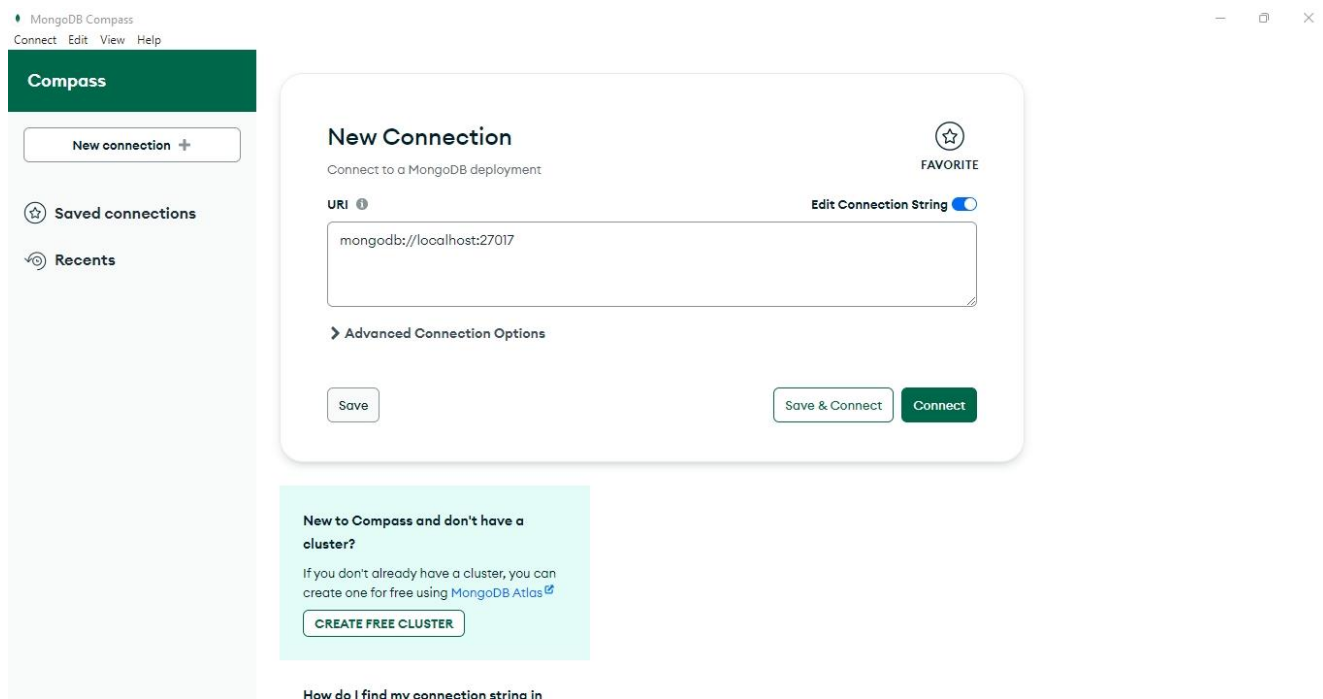 MongoDB Compass
Connect Edit View Help
Compass
New connection
Saved connections
Recents
New Connection
Connect to a MongoDB deployment
FAVORITE
URI
Edit Connection String
mongodb://localhost:27017
Advanced Connection Options
Save
Save & Connect
Connect
New to Compass and don't have a
cluster?
If you don't already have a cluster, you can
create one for free using MongoDB Atlas
CREATE FREE CLUSTER
How do I find my connection string in